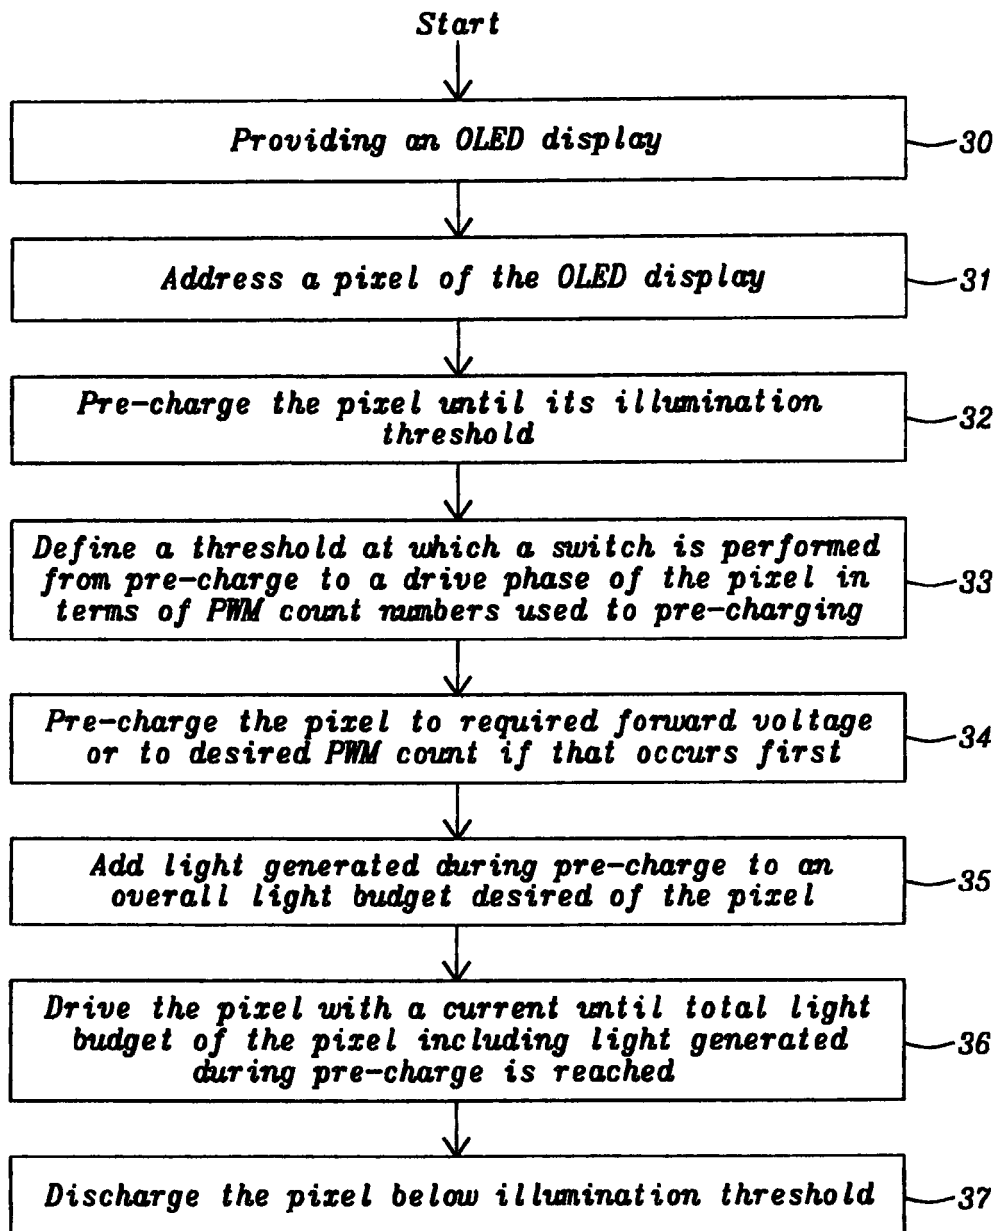 Start
Providing an OLED display
30
Address a pixel of the OLED display
31
Pre-charge the pixel until its illumination
threshold
32
Define a threshold at which a switch is performed
from pre-charge to a drive phase of the pixel in
terms of PWM count numbers used to pre-charging
33
Pre-charge the pixel to required forward voltage
or to desired PWM count if that occurs first
34
Add light generated during pre-charge to an
overall light budget desired of the pixel
35
Drive the pixel with a current until total light
budget of the pixel including light generated
during pre-charge is reached
36
Discharge the pixel below illumination threshold
37